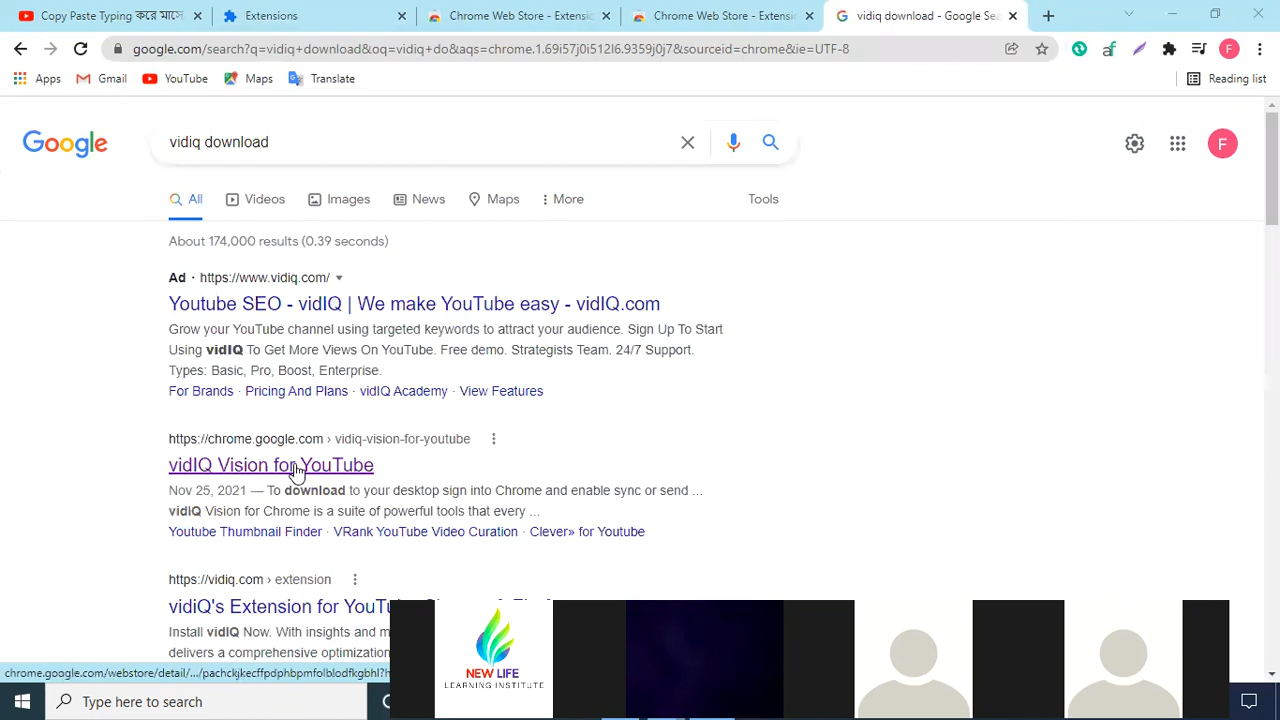 Copy Paste Typing করে মাসে
Extensions
Chrome Web Store - Extensio
Chrome Web Store - Extensio
vidiq download - Google Sea
google.com/search?q=vidiq+download&oq=vidiq+do&aqs=chrome.1.69i57j0i512l6.9359j0j7&sourceid=chrome&ie=UTF-8
F
Apps Gmail YouTube Maps Translate Reading list
Google vidiq download F
All Videos Images News Maps More Tools
About 174,000 results (0.39 seconds)
Ad · https://www.vidiq.com/
Youtube SEO - vidIQ | We make YouTube easy - vidIQ.com
Grow your YouTube channel using targeted keywords to attract your audience. Sign Up To Start
Using vidIQ To Get More Views On YouTube. Free demo. Strategists Team. 24/7 Support.
Types: Basic, Pro, Boost, Enterprise.
For Brands · Pricing And Plans · vidIQ Academy · View Features
https://chrome.google.com › vidiq-vision-for-youtube
vidIQ Vision for YouTube
Nov 25, 2021 — To download to your desktop sign into Chrome and enable sync or send ...
vidiQ Vision for Chrome is a suite of powerful tools that every ...
Youtube Thumbnail Finder · VRank YouTube Video Curation · Clever» for Youtube
https://vidiq.com › extension
vidiQ's Extension for YouTu
Install vidIQ Now. With insights and m
delivers a comprehensive optimization
chrome.google.com/webstore/detail/.../pachckjkecffpdphbpmfolblodfkgbhl?h
NEW LIFE
LEARNING INSTITUTE
Type here to search